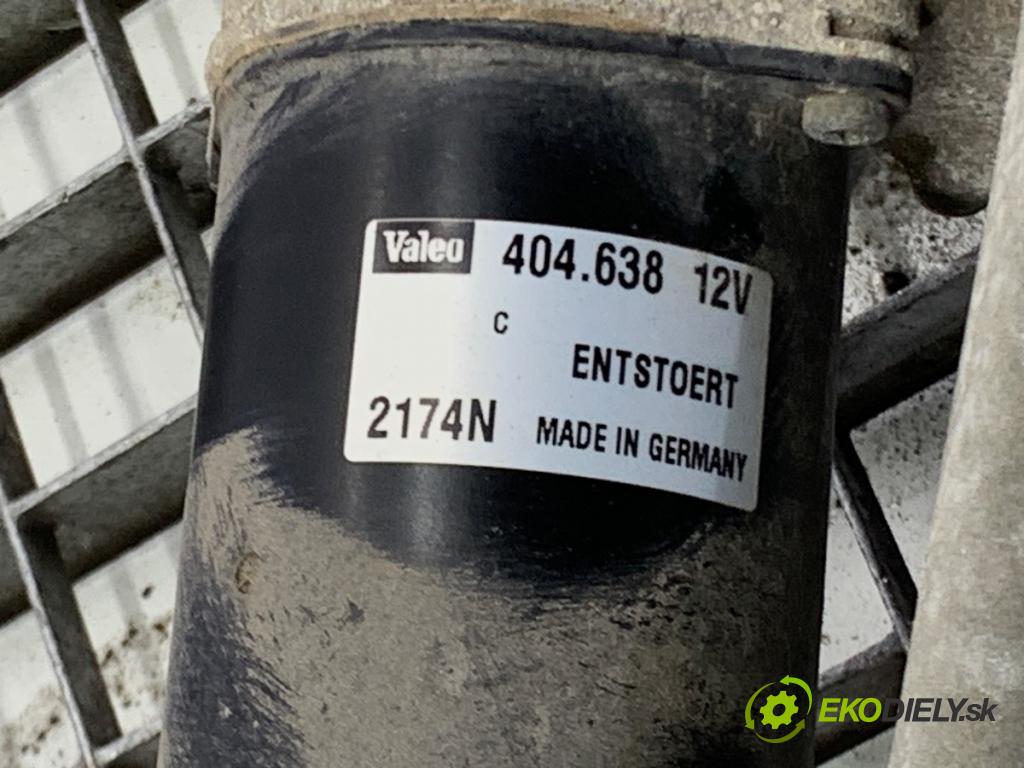 Valeo 404.638 12V
C
ENTSTOERT
2174N MADE IN GERMANY
EKODIELY.sk